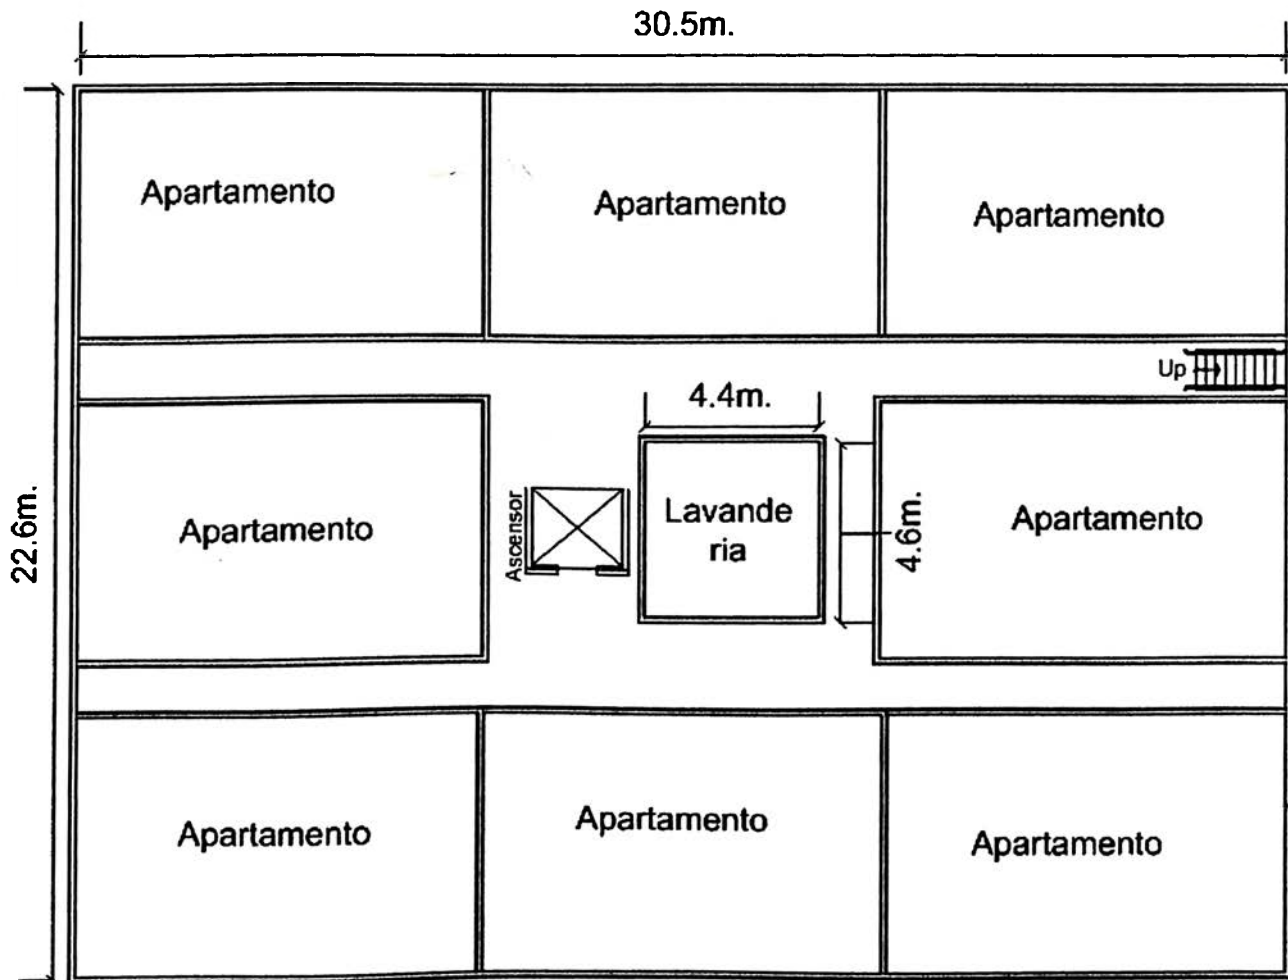 30.5m.
Apartamento
Apartamento
Apartamento
Up
4.4m.
22.6m.
Apartamento
Ascensor
Lavande
ria
4.6m.
Apartamento
Apartamento
Apartamento
Apartamento